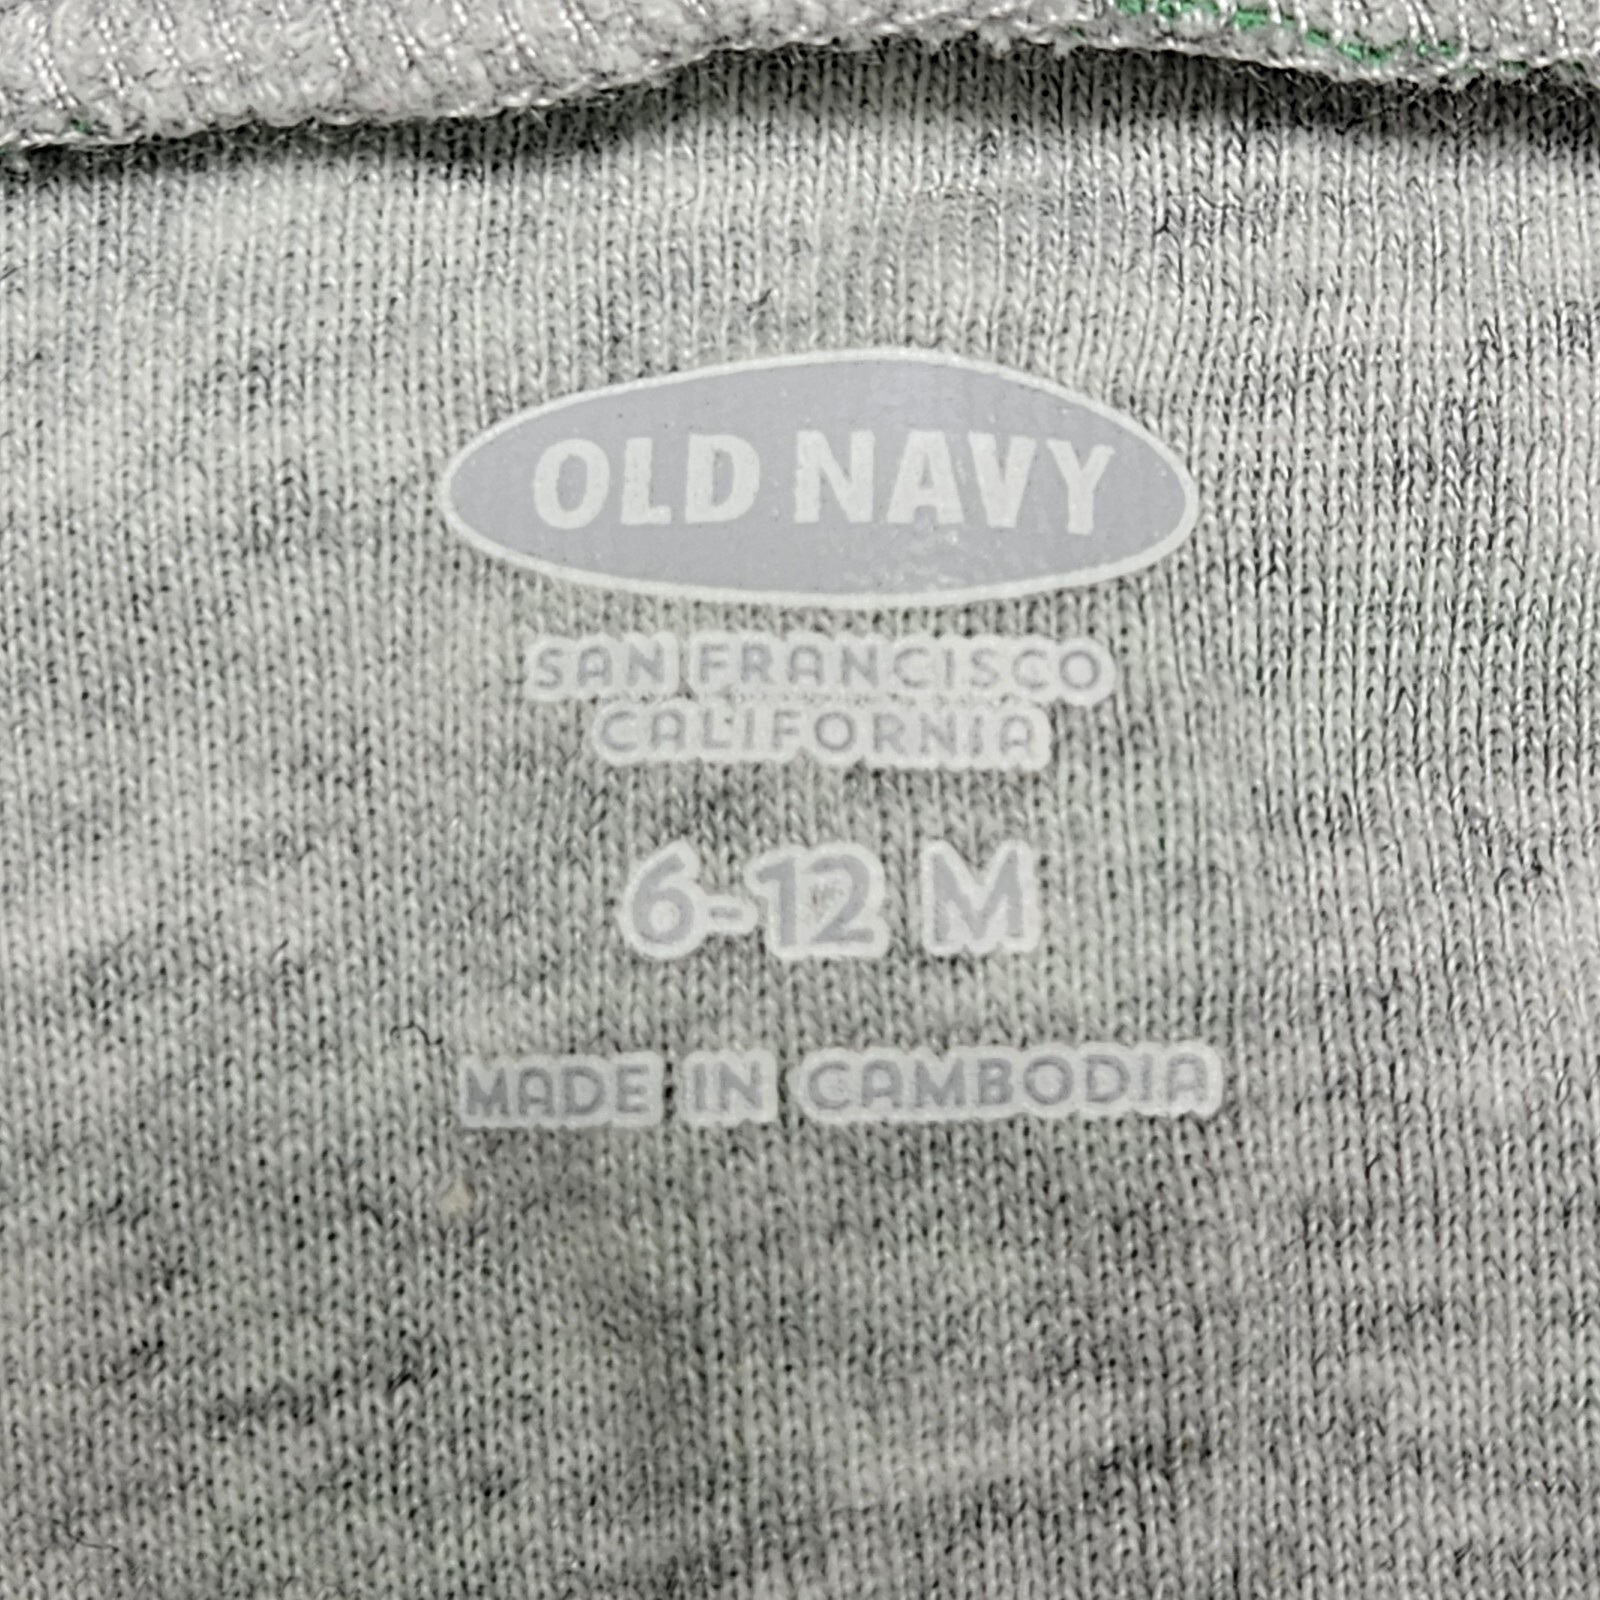 OLD NAVY
SAN FRANCISCO
CALIFORNIA
6-12 M
MADE IN CAMBODIA